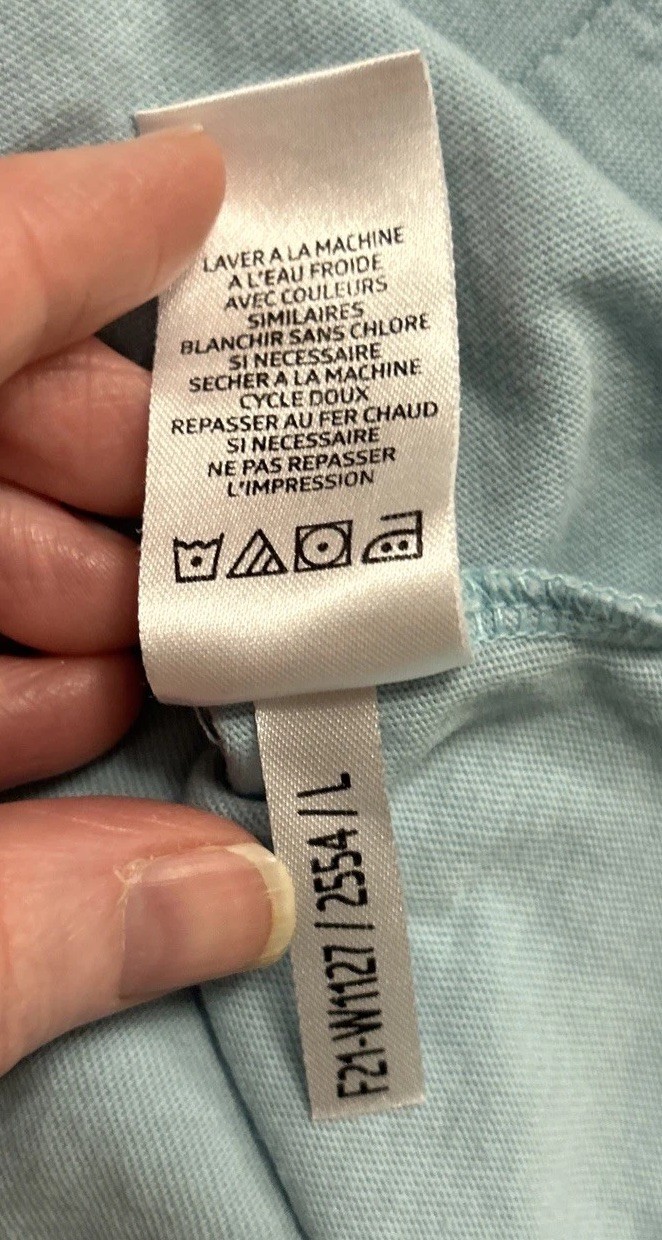 LAVER A LA MACHINE
A L'EAU FROIDE
AVEC COULEURS
SIMILAIRES
BLANCHIR SANS CHLORE
SI NECESSAIRE
SECHER A LA MACHINE
CYCLE DOUX
REPASSER AU FER CHAUD
SI NECESSAIRE
NE PAS REPASSER
L'IMPRESSION
F21-W1127 / 2554 / L